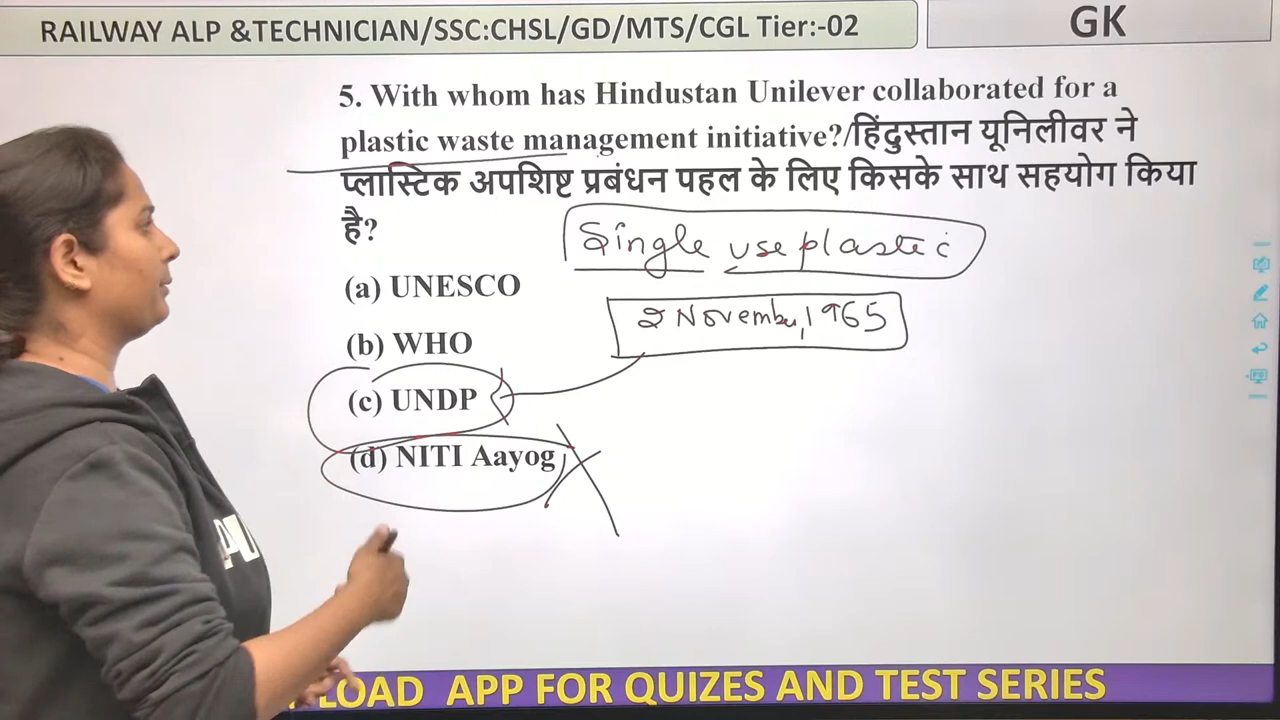 RAILWAY ALP &TECHNICIAN/SSC:CHSL/GD/MTS/CGL Tier:-02
GK
5. With whom has Hindustan Unilever collaborated for a
plastic waste management initiative?/हिंदुस्तान यूनिलीवर ने
प्लास्टिक अपशिष्ट प्रबंधन पहल के लिए किसके साथ सहयोग किया
है?
Single use plastic
(a) UNESCO
2 November, 1965
(b) WHO
(c) UNDP
(d) NITI Aayog
LOAD APP FOR QUIZES AND TEST SERIES